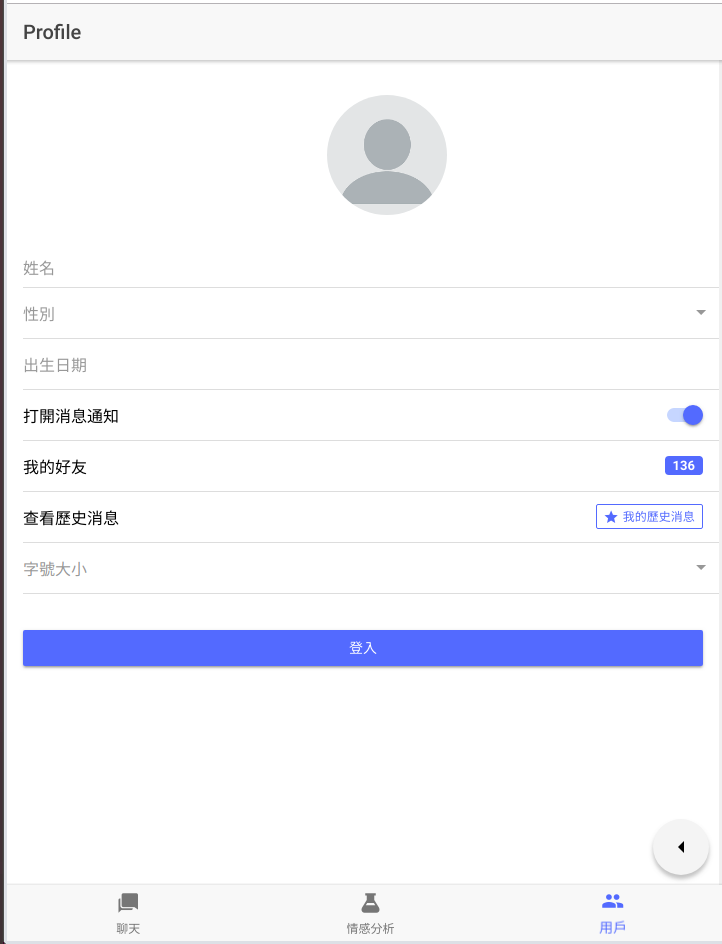 Profile
姓名
性別
出生日期
打開消息通知
我的好友 136
查看歷史消息 我的歷史消息
字號大小
登入
聊天 情感分析 用戶